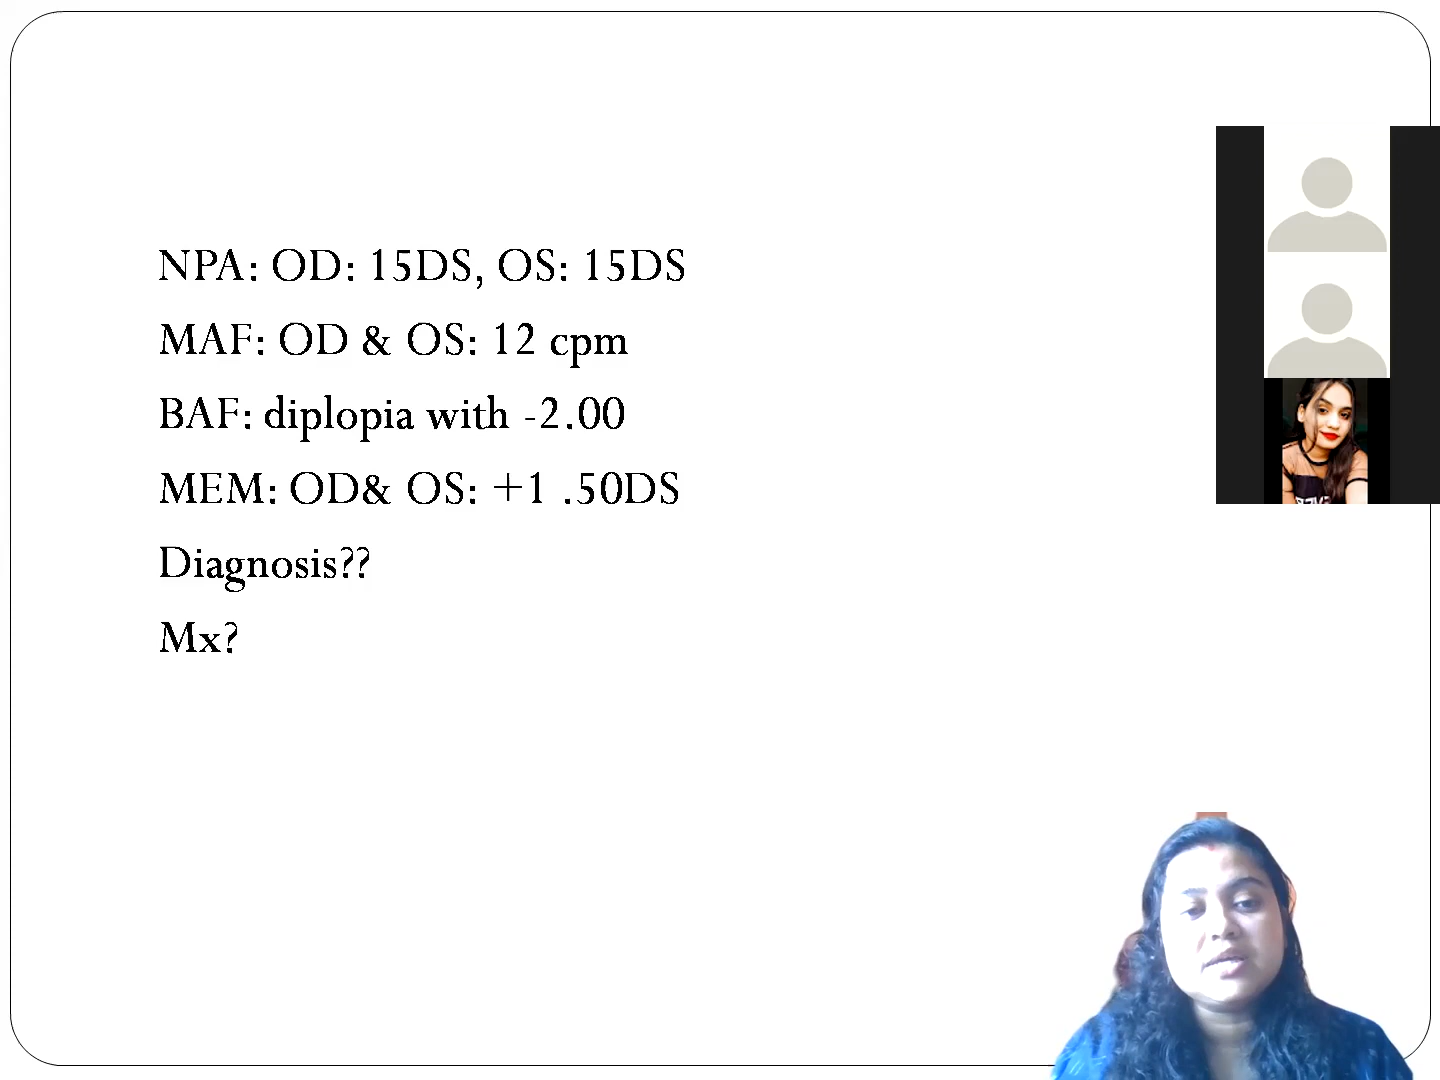 NPA: OD: 15DS, OS: 15DS
MAF: OD & OS: 12 cpm
BAF: diplopia with -2.00
MEM: OD& OS: +1 .50DS
Diagnosis??
Mx?